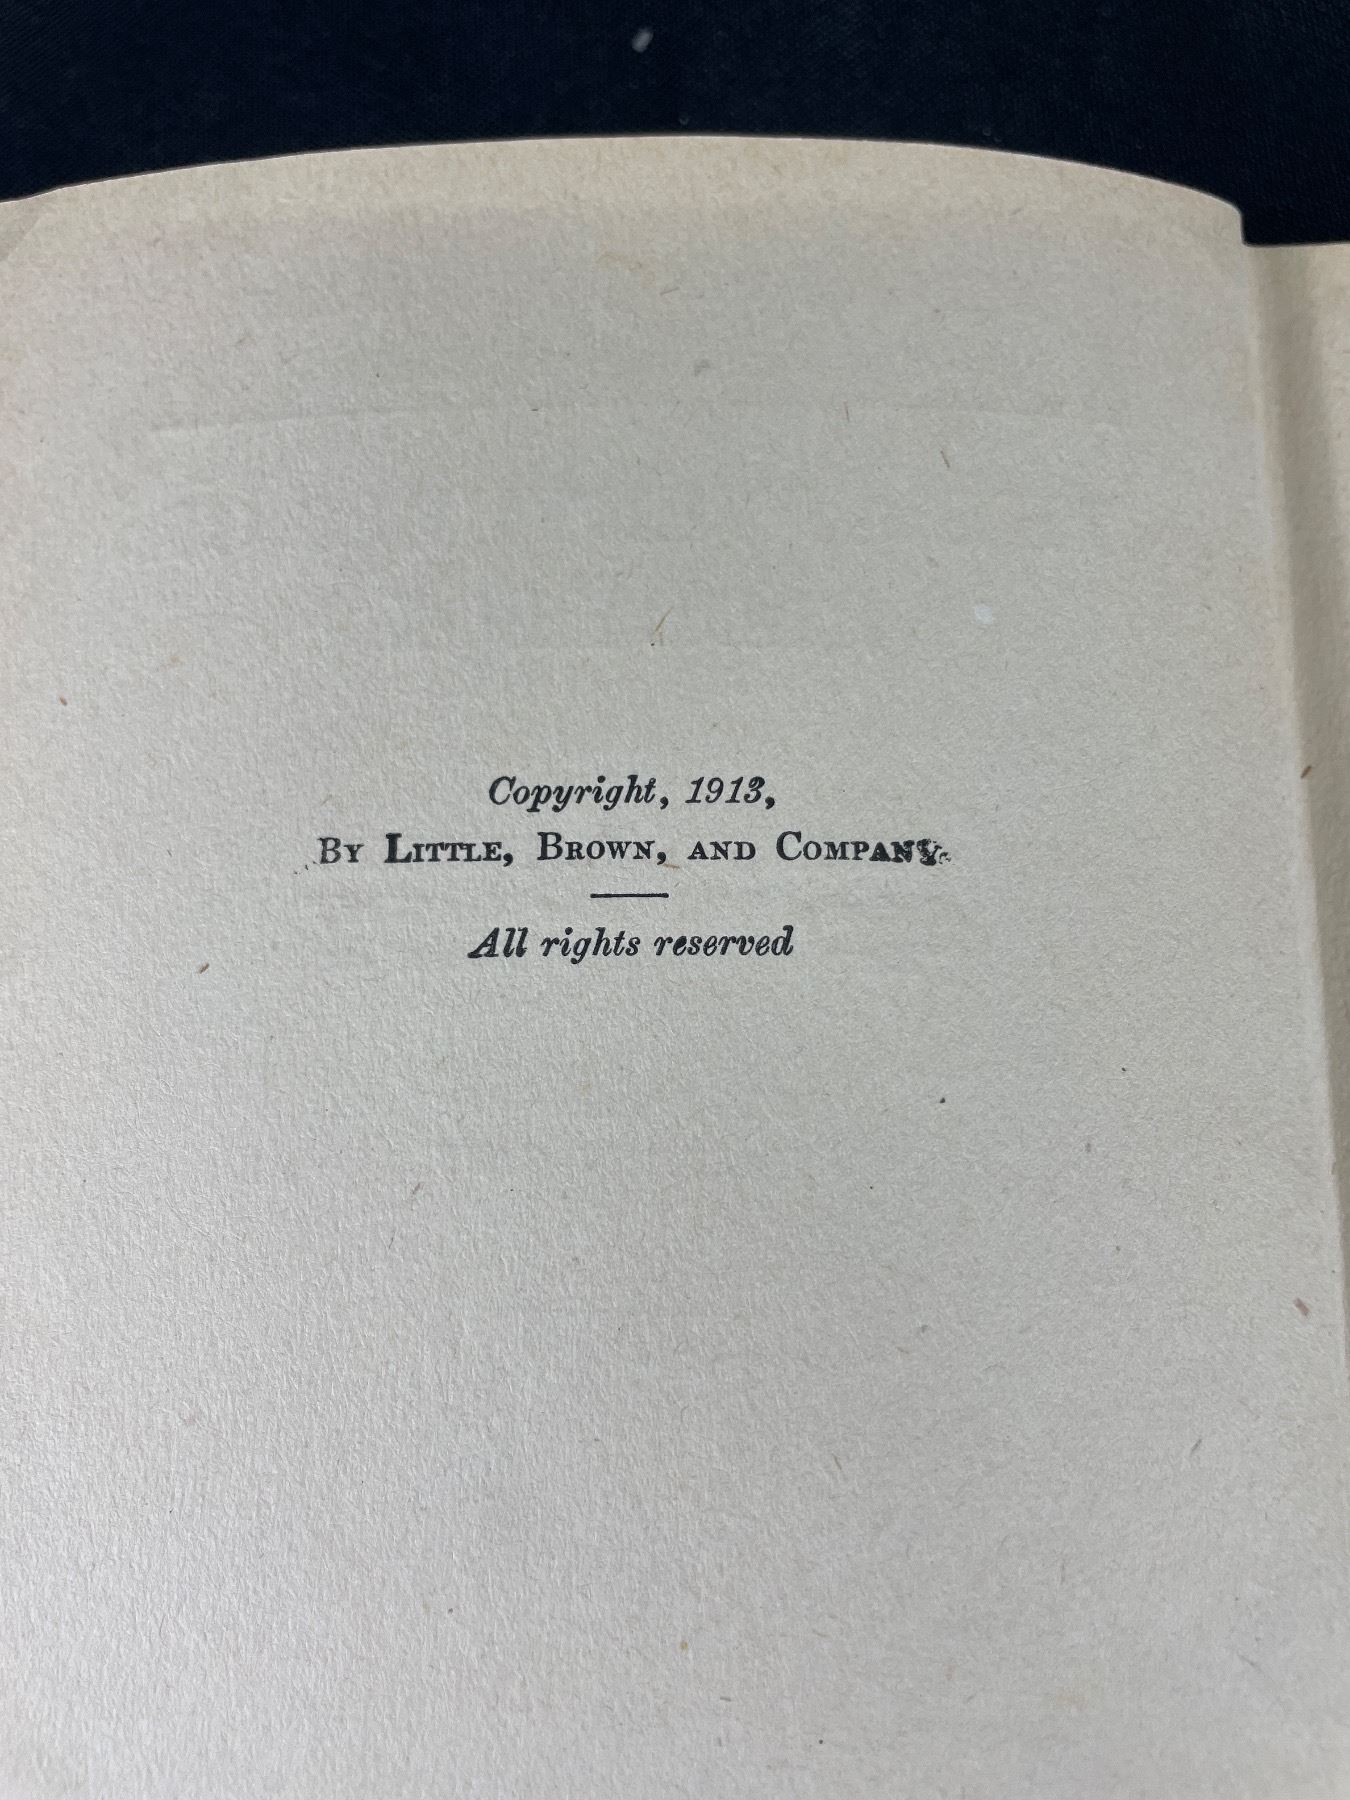 Copyright, 1913,
By Little, Brown, and Company.
All rights reserved